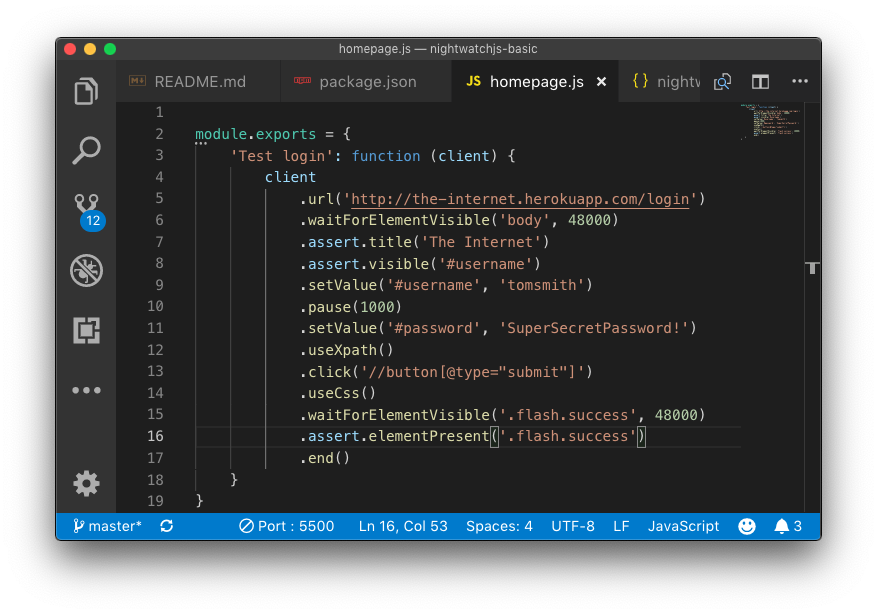 homepage.js — nightwatchjs-basic
README.md
package.json
JS homepage.js ×
{} nightw
1
2 module.exports = {
3 'Test login': function (client) {
4 client
5 .url('http://the-internet.herokuapp.com/login')
6 .waitForElementVisible('body', 48000)
7 .assert.title('The Internet')
8 .assert.visible('#username')
9 .setValue('#username', 'tomsmith')
10 .pause(1000)
11 .setValue('#password', 'SuperSecretPassword!')
12 .useXpath()
13 .click('//button[@type="submit"]')
14 .useCss()
15 .waitForElementVisible('.flash.success', 48000)
16 .assert.elementPresent('.flash.success')
17 .end()
18 }
19 }
12
master* Port : 5500 Ln 16, Col 53 Spaces: 4 UTF-8 LF JavaScript 3